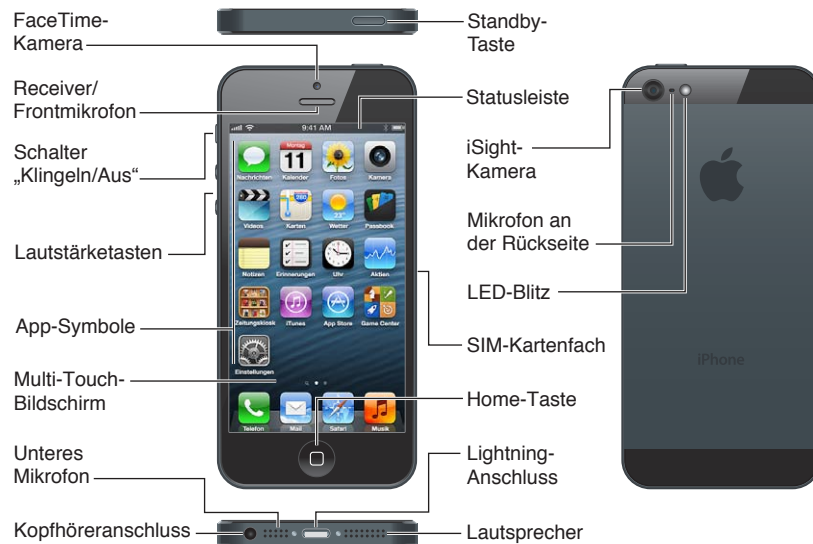 FaceTime-
Kamera
Receiver/
Frontmikrofon
Schalter
„Klingeln/Aus“
Lautstärketasten
App-Symbole
Multi-Touch-
Bildschirm
Unteres
Mikrofon
Kopfhöreranschluss
9:41 AM
Montag
11
Nachrichten Kalender Fotos Kamera
280
23°
Videos Karten Wetter Passbook
Notizen Erinnerungen Uhr Aktien
Zeitungskiosk iTunes App Store Game Center
Einstellungen
Telefon Mail Safari Musik
Standby-
Taste
Statusleiste
iSight-
Kamera
Mikrofon an
der Rückseite
LED-Blitz
SIM-Kartenfach
Home-Taste
Lightning-
Anschluss
Lautsprecher
iPhone